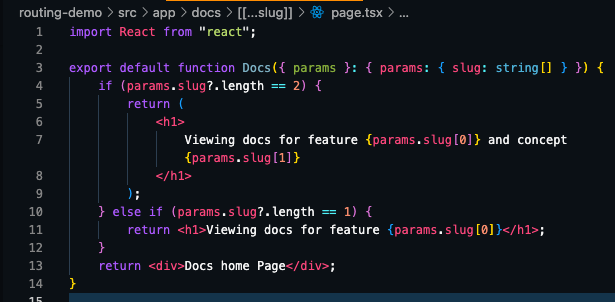 routing-demo > src > app > docs > [[...slug]] > page.tsx > ...
1 import React from "react";
2
3 export default function Docs({ params }: { params: { slug: string[] } }) {
4   if (params.slug?.length == 2) {
5     return (
6       <h1>
7         Viewing docs for feature {params.slug[0]} and concept
          {params.slug[1]}
8       </h1>
9     );
10   } else if (params.slug?.length == 1) {
11     return <h1>Viewing docs for feature {params.slug[0]}</h1>;
12   }
13   return <div>Docs home Page</div>;
14 }
15